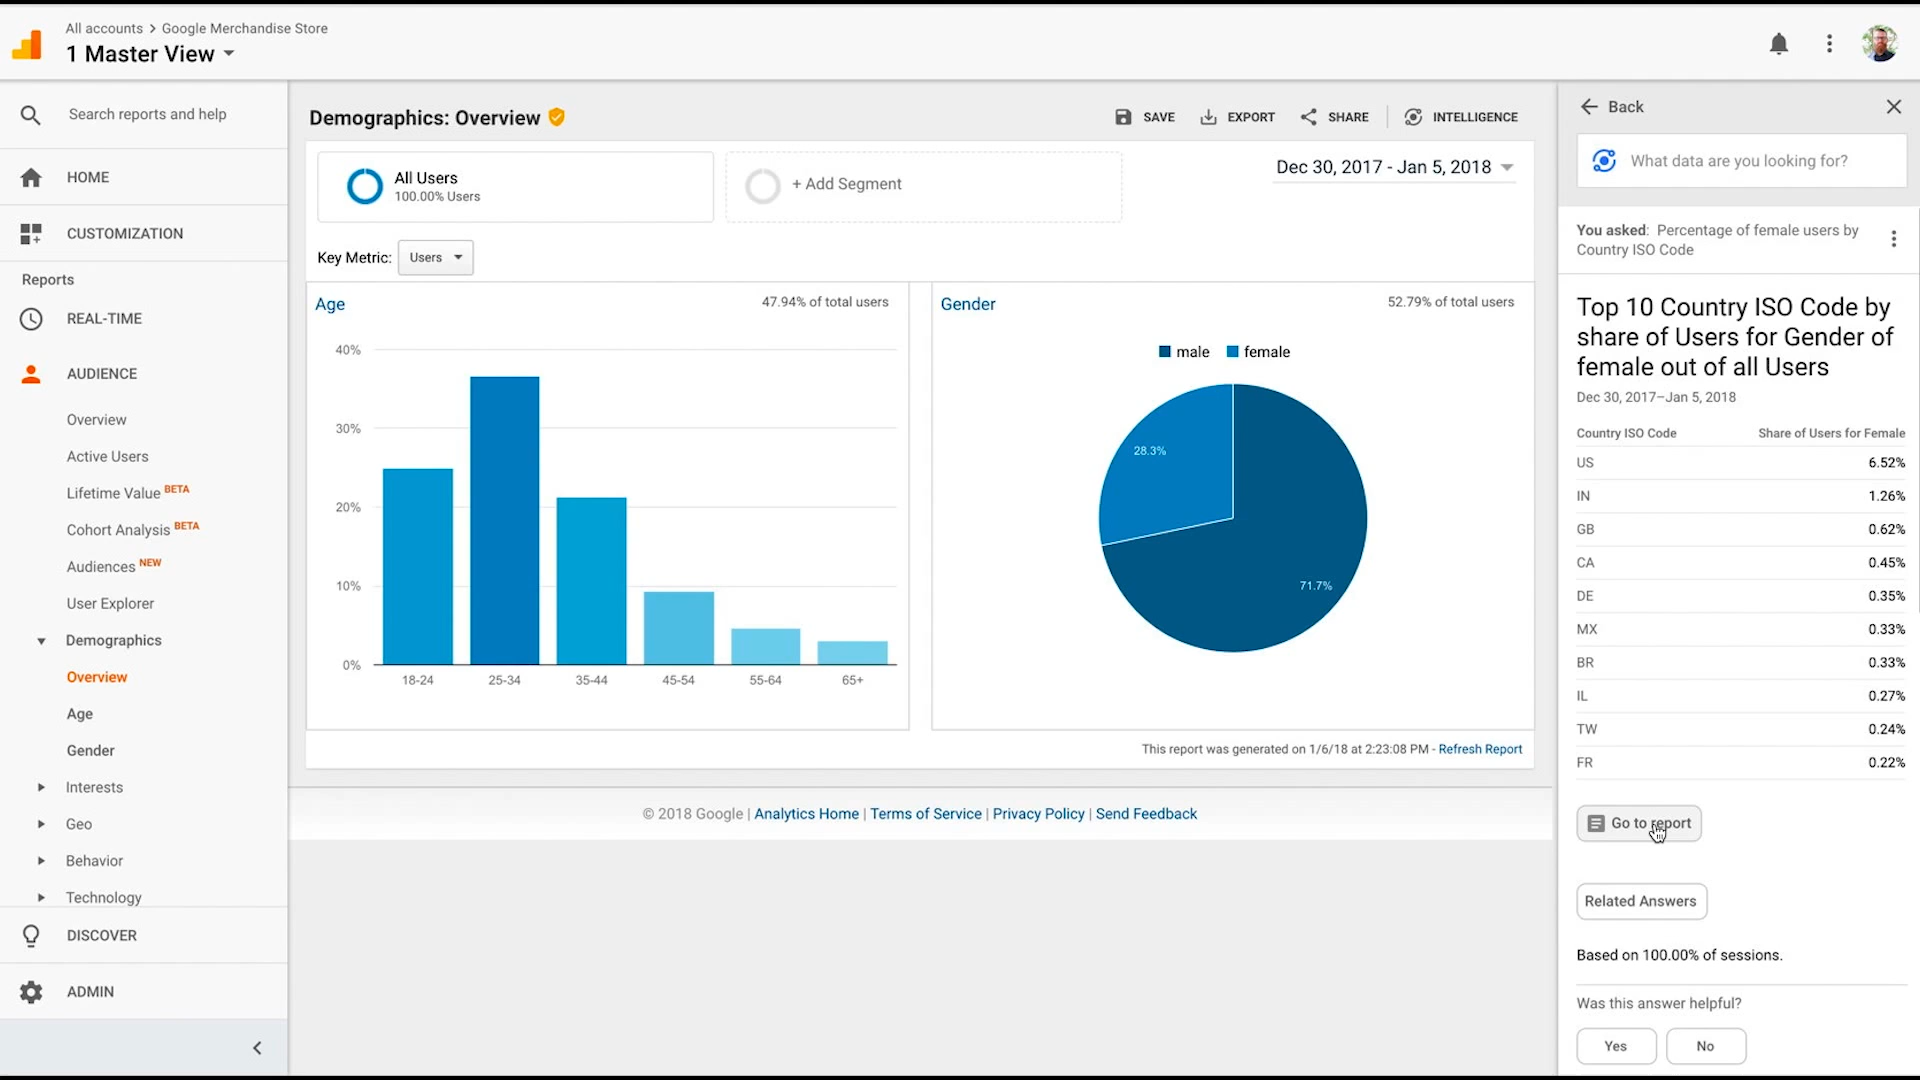 All accounts > Google Merchandise Store
1 Master View
Search reports and help
HOME
CUSTOMIZATION
Reports
REAL-TIME
AUDIENCE
Overview
Active Users
Lifetime Value BETA
Cohort Analysis BETA
Audiences NEW
User Explorer
Demographics
Overview
Age
Gender
Interests
Geo
Behavior
Technology
DISCOVER
ADMIN
Demographics: Overview
SAVE
EXPORT
SHARE
INTELLIGENCE
All Users
100.00% Users
+ Add Segment
Dec 30, 2017 - Jan 5, 2018
Key Metric: Users
Age
47.94% of total users
40%
30%
20%
10%
0%
18-24 25-34 35-44 45-54 55-64 65+
Gender
52.79% of total users
male female
28.3%
71.7%
This report was generated on 1/6/18 at 2:23:08 PM - Refresh Report
© 2018 Google | Analytics Home | Terms of Service | Privacy Policy | Send Feedback
Back
What data are you looking for?
You asked: Percentage of female users by
Country ISO Code
Top 10 Country ISO Code by
share of Users for Gender of
female out of all Users
Dec 30, 2017–Jan 5, 2018
Country ISO Code Share of Users for Female
US 6.52%
IN 1.26%
GB 0.62%
CA 0.45%
DE 0.35%
MX 0.33%
BR 0.33%
IL 0.27%
TW 0.24%
FR 0.22%
Go to report
Related Answers
Based on 100.00% of sessions.
Was this answer helpful?
Yes No